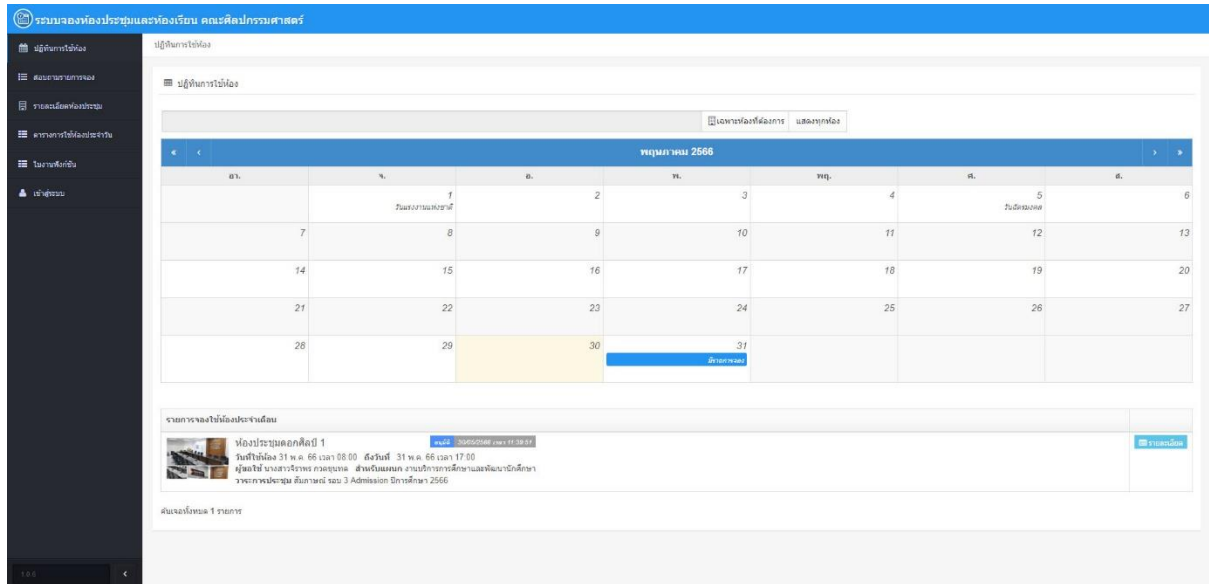 ระบบจองห้องประชุมและห้องเรียน คณะศิลปกรรมศาสตร์
ปฏิทินการใช้ห้อง
ปฏิทินการใช้ห้อง
สอบถามรายการจอง
รายละเอียดห้องประชุม
ตารางการใช้ห้องประจำวัน
ใบงานฟังก์ชัน
เข้าสู่ระบบ
ปฏิทินการใช้ห้อง
เฉพาะห้องที่ต้องการ แสดงทุกห้อง
« ‹ พฤษภาคม 2566 › »
อา. จ. อ. พ. พฤ. ศ. ส.
1 2 3 4 5 6
วันแรงงานแห่งชาติ วันฉัตรมงคล
7 8 9 10 11 12 13
14 15 16 17 18 19 20
21 22 23 24 25 26 27
28 29 30 31
มีรายการจอง
รายการจองใช้ห้องประจำเดือน
ห้องประชุมดอกศิลป์ 1 อนุมัติ 30/05/2566 เวลา 11:39:51 รายละเอียด
วันที่ใช้ห้อง 31 พ.ค. 66 เวลา 08:00 ถึงวันที่ 31 พ.ค. 66 เวลา 17:00
ผู้ขอใช้ นางสาวจิราพร กวดขุนทด สำหรับแผนก งานบริการการศึกษาและพัฒนานักศึกษา
วาระการประชุม สัมภาษณ์ รอบ 3 Admission ปีการศึกษา 2566
ค้นเจอทั้งหมด 1 รายการ